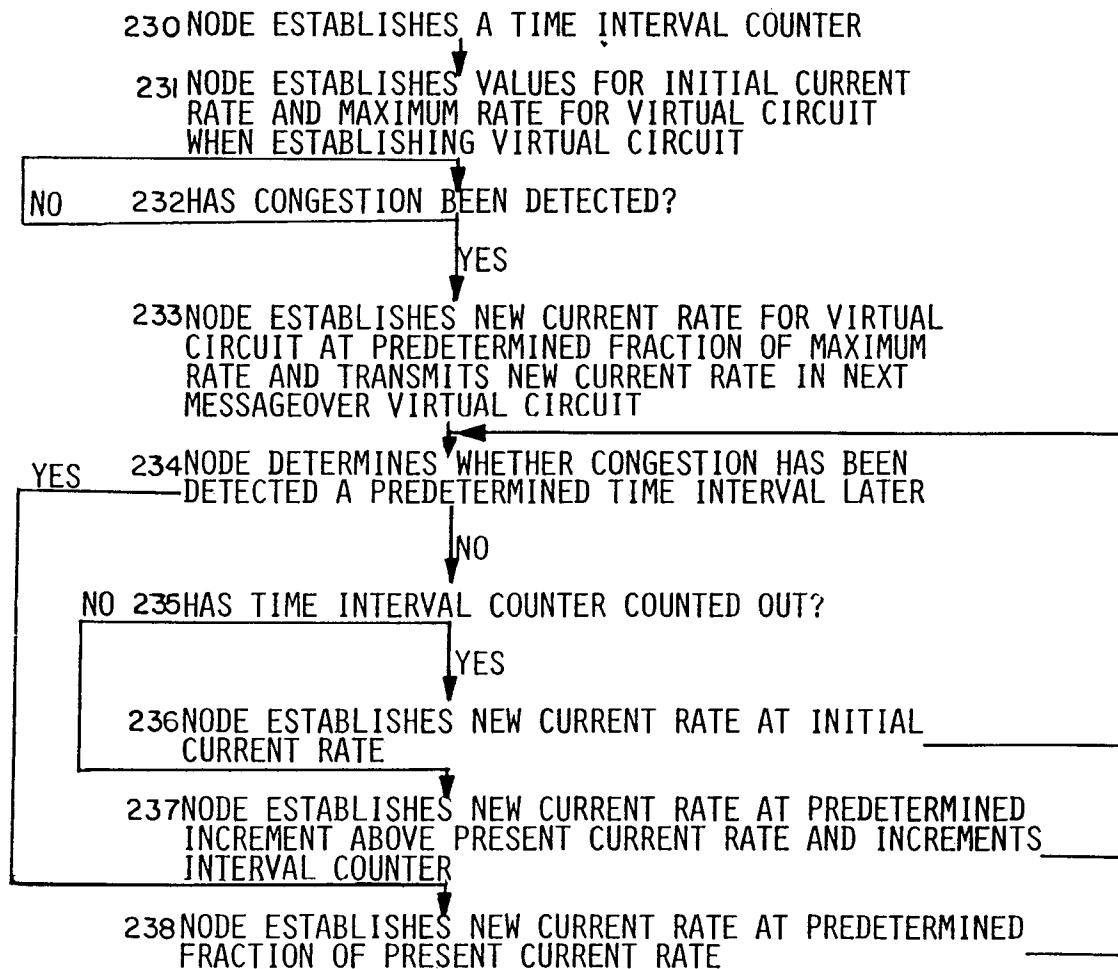 230 NODE ESTABLISHES A TIME INTERVAL COUNTER
231 NODE ESTABLISHES VALUES FOR INITIAL CURRENT
RATE AND MAXIMUM RATE FOR VIRTUAL CIRCUIT
WHEN ESTABLISHING VIRTUAL CIRCUIT
NO 232 HAS CONGESTION BEEN DETECTED?
YES
233 NODE ESTABLISHES NEW CURRENT RATE FOR VIRTUAL
CIRCUIT AT PREDETERMINED FRACTION OF MAXIMUM
RATE AND TRANSMITS NEW CURRENT RATE IN NEXT
MESSAGEOVER VIRTUAL CIRCUIT
YES 234 NODE DETERMINES WHETHER CONGESTION HAS BEEN
DETECTED A PREDETERMINED TIME INTERVAL LATER
NO
NO 235 HAS TIME INTERVAL COUNTER COUNTED OUT?
YES
236 NODE ESTABLISHES NEW CURRENT RATE AT INITIAL
CURRENT RATE
237 NODE ESTABLISHES NEW CURRENT RATE AT PREDETERMINED
INCREMENT ABOVE PRESENT CURRENT RATE AND INCREMENTS
INTERVAL COUNTER
238 NODE ESTABLISHES NEW CURRENT RATE AT PREDETERMINED
FRACTION OF PRESENT CURRENT RATE